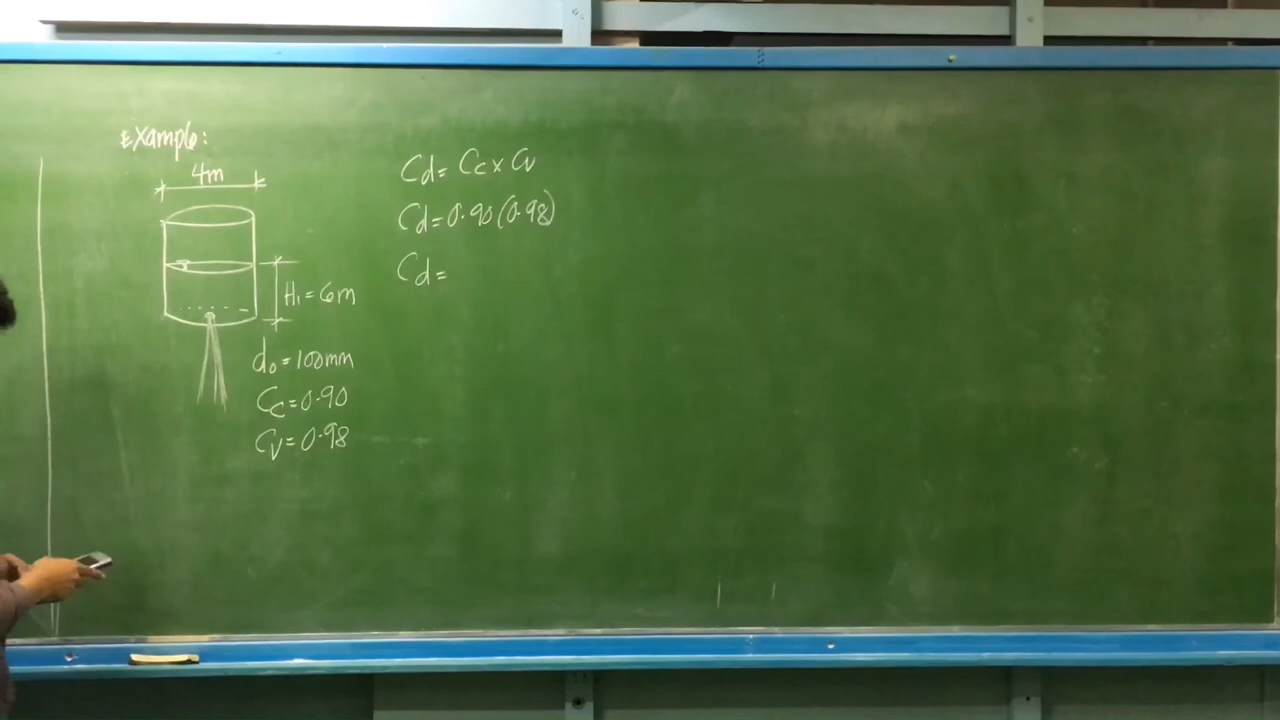 Example:
4m
H₁ = 6m
d₀ = 100mm
Cc = 0.90
Cv = 0.98
Cd = Cc x Cv
Cd = 0.90(0.98)
Cd =